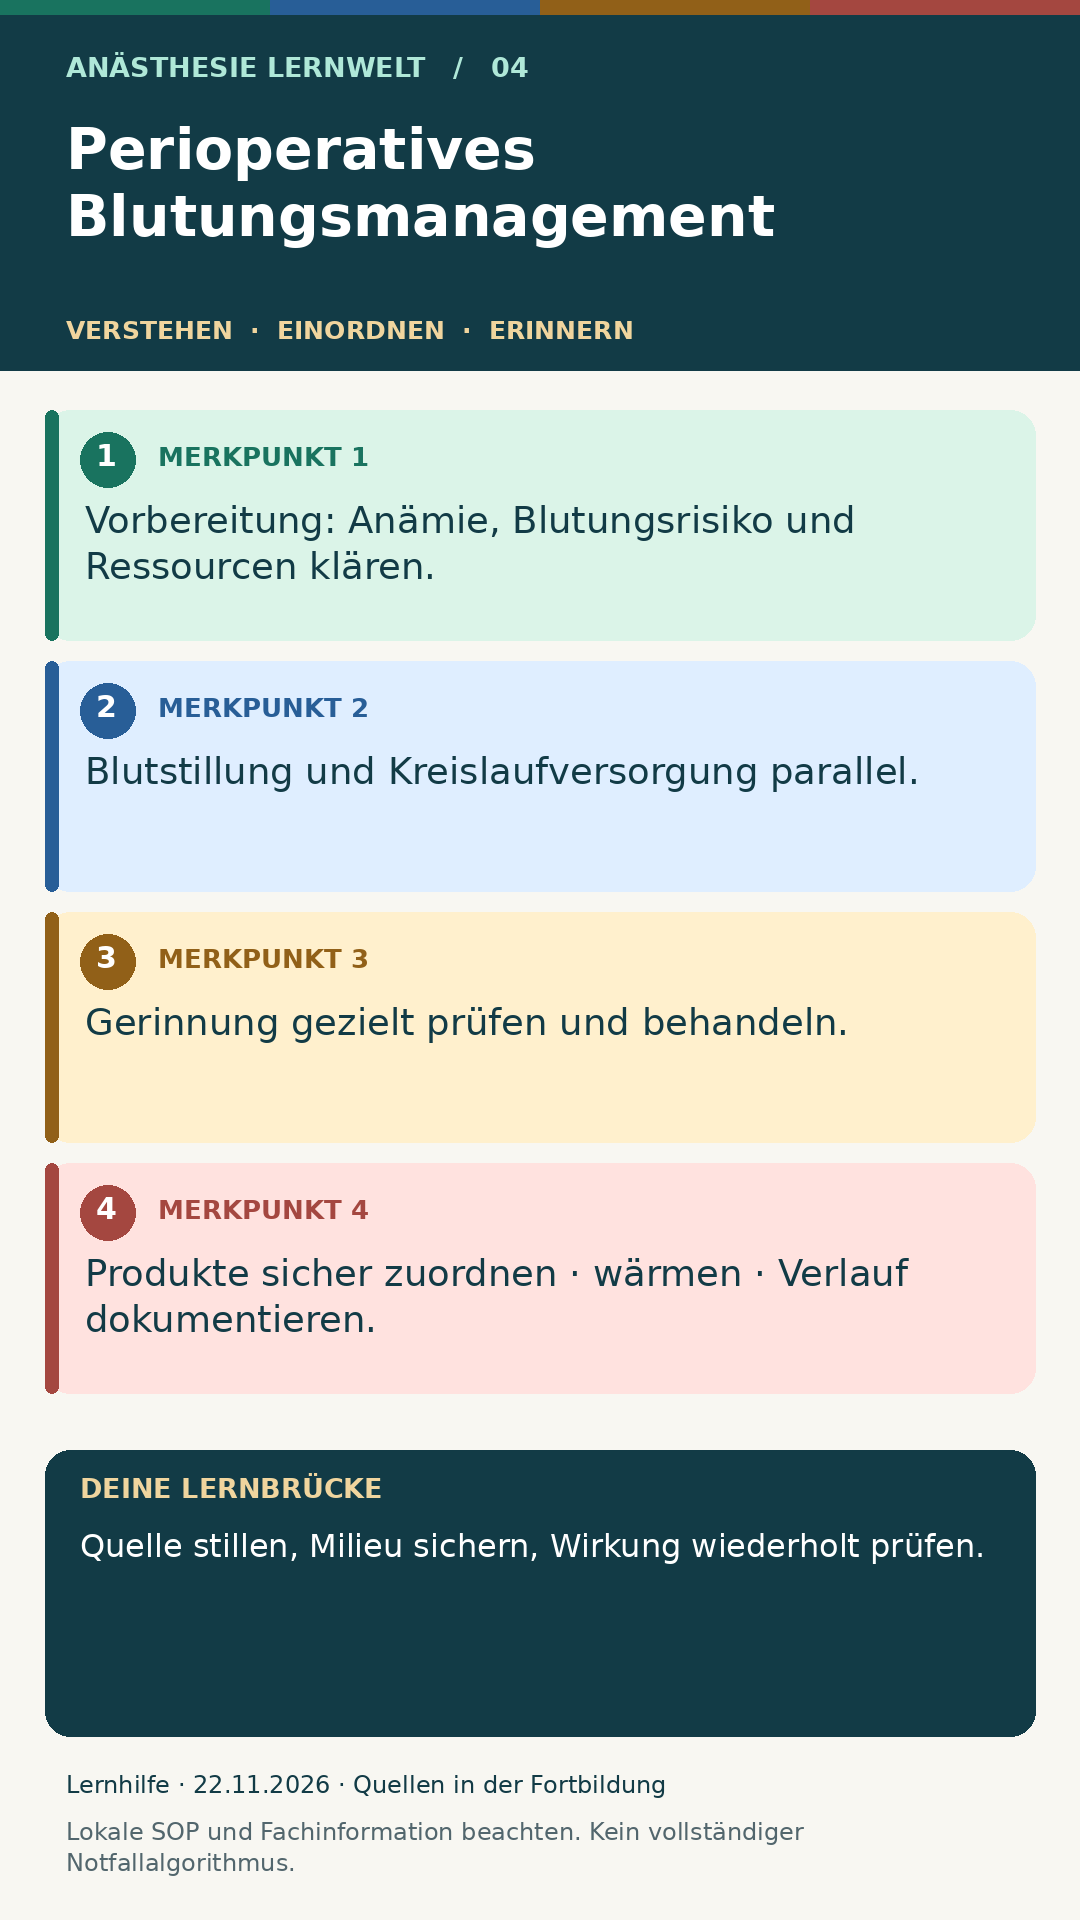 ANÄSTHESIE LERNWELT / 04
Perioperatives
Blutungsmanagement
VERSTEHEN · EINORDNEN · ERINNERN
1 MERKPUNKT 1
Vorbereitung: Anämie, Blutungsrisiko und
Ressourcen klären.
2 MERKPUNKT 2
Blutstillung und Kreislaufversorgung parallel.
3 MERKPUNKT 3
Gerinnung gezielt prüfen und behandeln.
4 MERKPUNKT 4
Produkte sicher zuordnen · wärmen · Verlauf
dokumentieren.
DEINE LERNBRÜCKE
Quelle stillen, Milieu sichern, Wirkung wiederholt prüfen.
Lernhilfe · 22.11.2026 · Quellen in der Fortbildung
Lokale SOP und Fachinformation beachten. Kein vollständiger
Notfallalgorithmus.